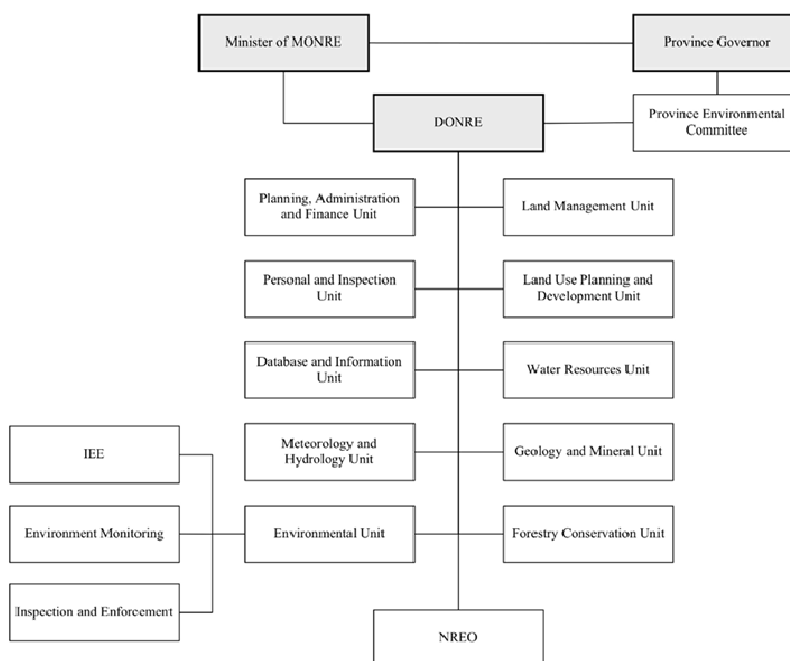 Minister of MONRE
Province Governor
DONRE
Province Environmental
Committee
Planning, Administration
and Finance Unit
Land Management Unit
Personal and Inspection
Unit
Land Use Planning and
Development Unit
Database and Information
Unit
Water Resources Unit
Meteorology and
Hydrology Unit
Geology and Mineral Unit
IEE
Environment Monitoring
Environmental Unit
Forestry Conservation Unit
Inspection and Enforcement
NREO